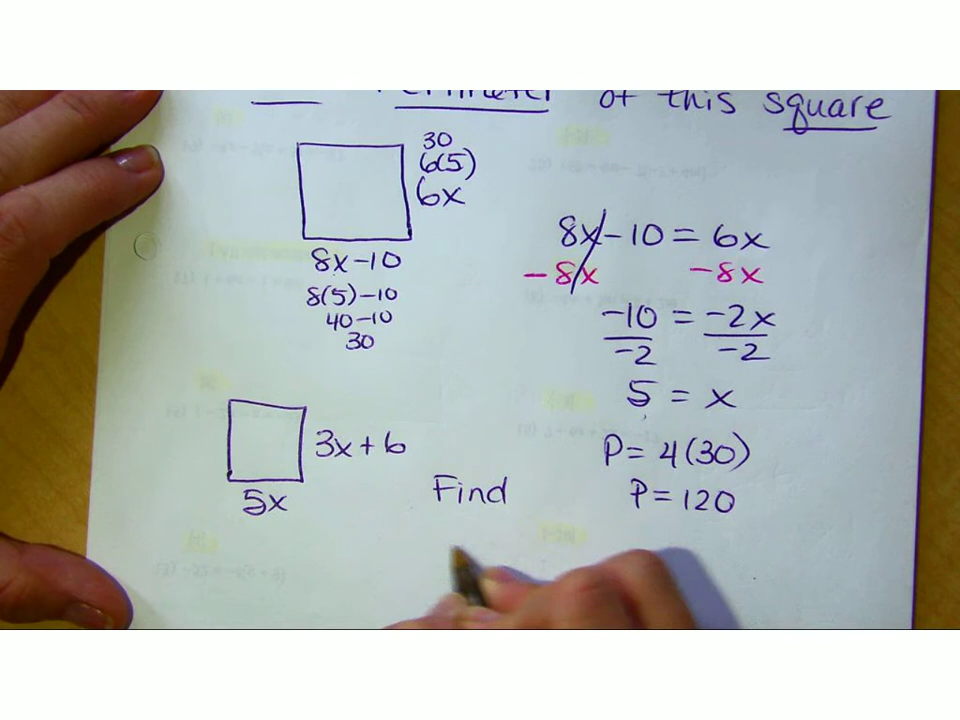 of this square
30
6(5)
6x
8x-10
8(5)-10
40-10
30
8x-10 = 6x
-8x -8x
-10 = -2x
-2 -2
5 = x
P= 4(30)
P= 120
3x+6
5x
Find